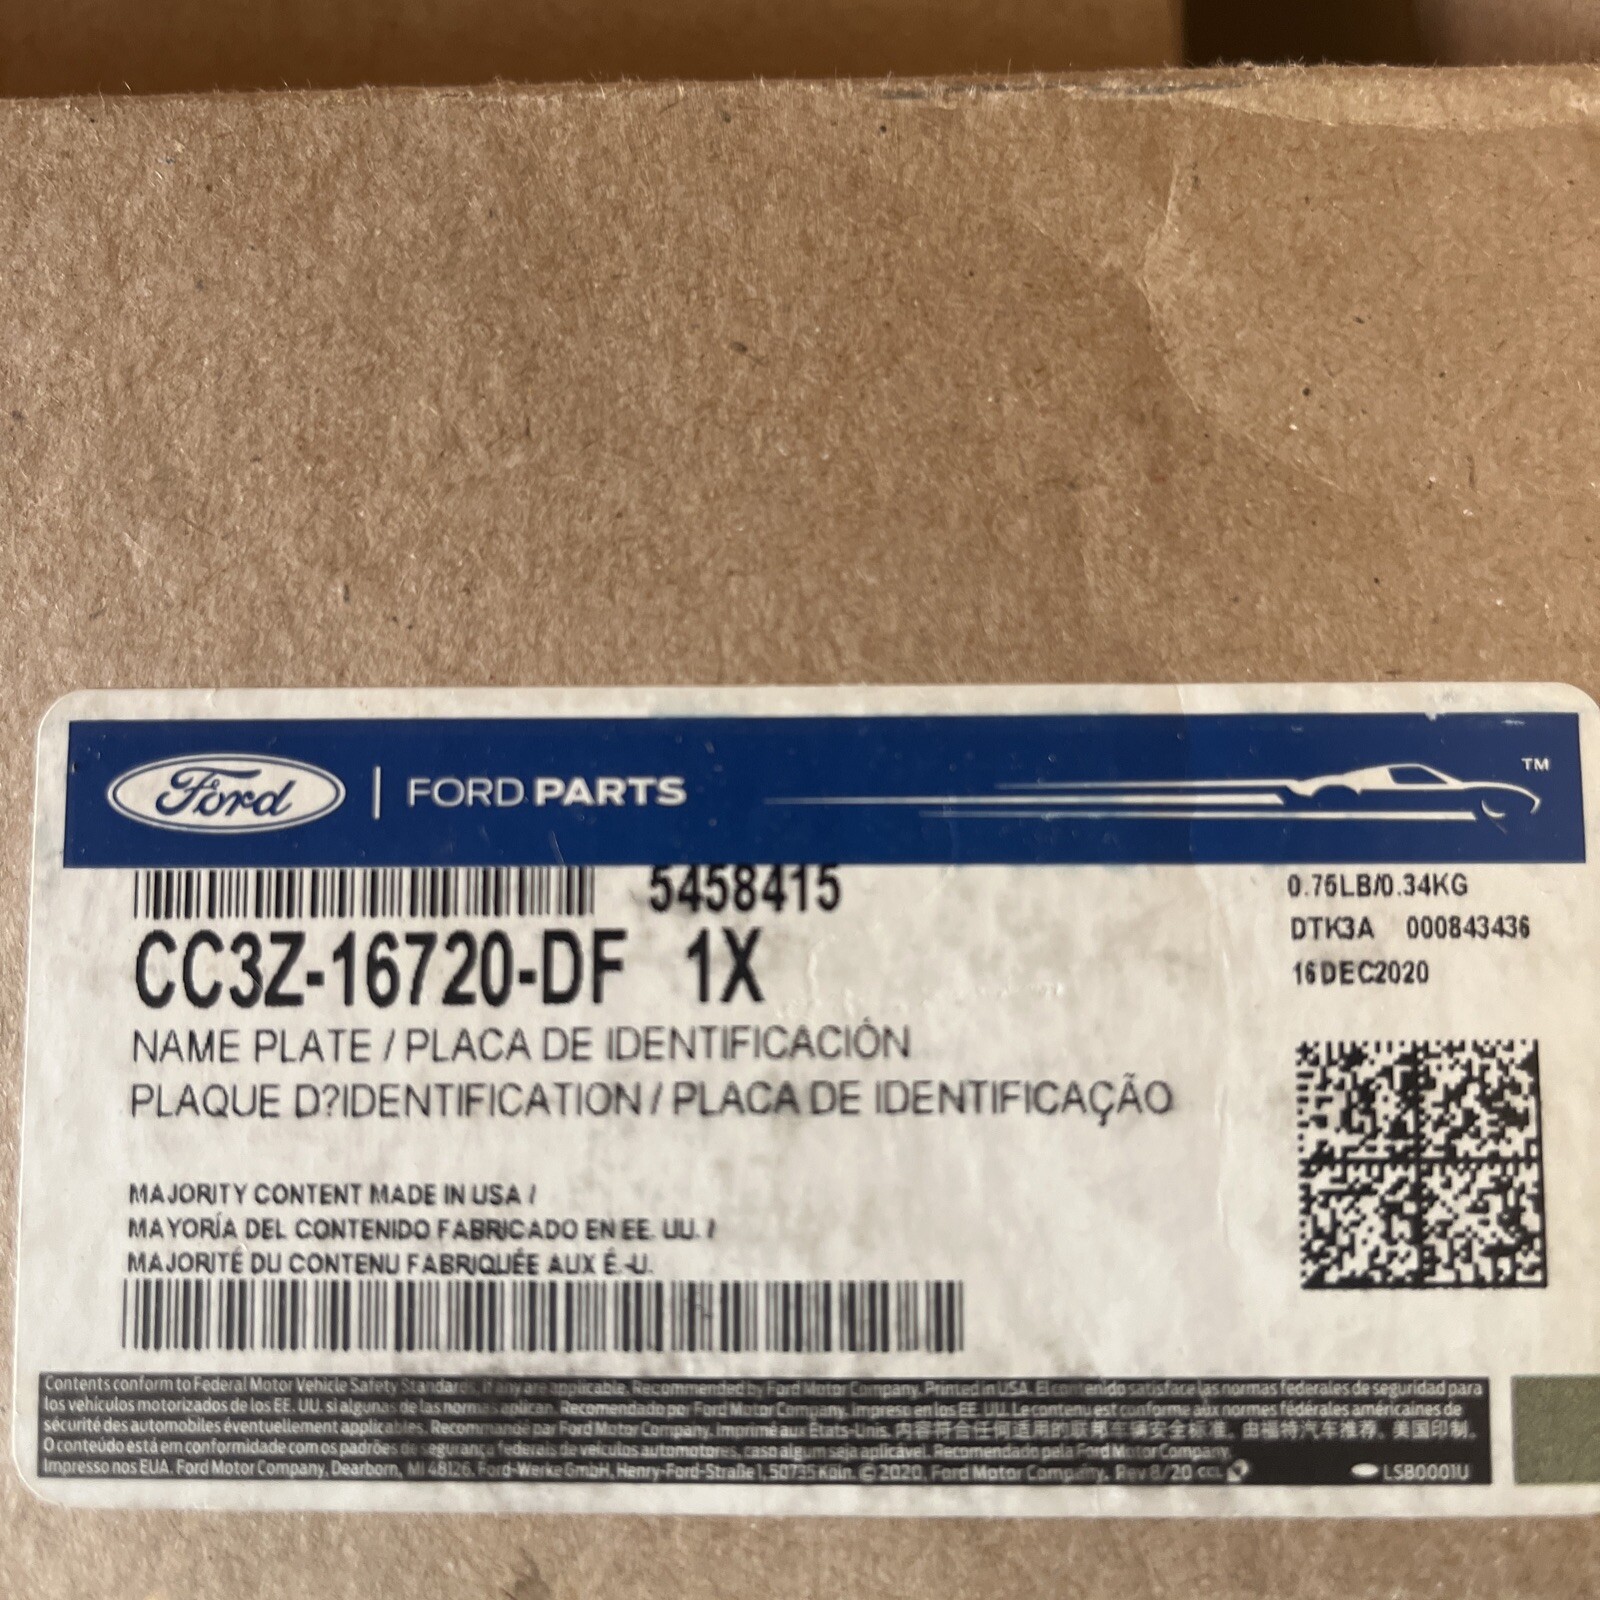 Ford | FORD PARTS TM
5458415
0.75LB/0.34KG
CC3Z-16720-DF 1X
DTK3A 000843436
16DEC2020
NAME PLATE / PLACA DE IDENTIFICACIÓN
PLAQUE D?IDENTIFICATION / PLACA DE IDENTIFICAÇÃO
MAJORITY CONTENT MADE IN USA /
MAYORÍA DEL CONTENIDO FABRICADO EN EE. UU. /
MAJORITÉ DU CONTENU FABRIQUÉE AUX É.-U.
Contents conform to Federal Motor Vehicle Safety Standards, if any are applicable. Recommended by Ford Motor Company. Printed in USA. El contenido satisface las normas federales de seguridad para
los vehículos motorizados de los EE. UU. si algunas de las normas aplican. Recomendado por Ford Motor Company. Impreso en los EE. UU. Le contenu est conforme aux normes fédérales américaines de
sécurité des automobiles éventuellement applicables. Recommandé par Ford Motor Company. Imprimé aux États-Unis. 内容符合任何适用的联邦车辆安全标准。由福特汽车推荐。美国印制。
O conteúdo está em conformidade com os padrões de segurança federais de veículos automotores, caso algum seja aplicável. Recomendado pela Ford Motor Company.
Impresso nos EUA. Ford Motor Company, Dearborn, MI 48126. Ford-Werke GmbH, Henry-Ford-Straße 1, 50735 Köln. © 2020, Ford Motor Company, Rev 8/20 CCL
LSB0001U